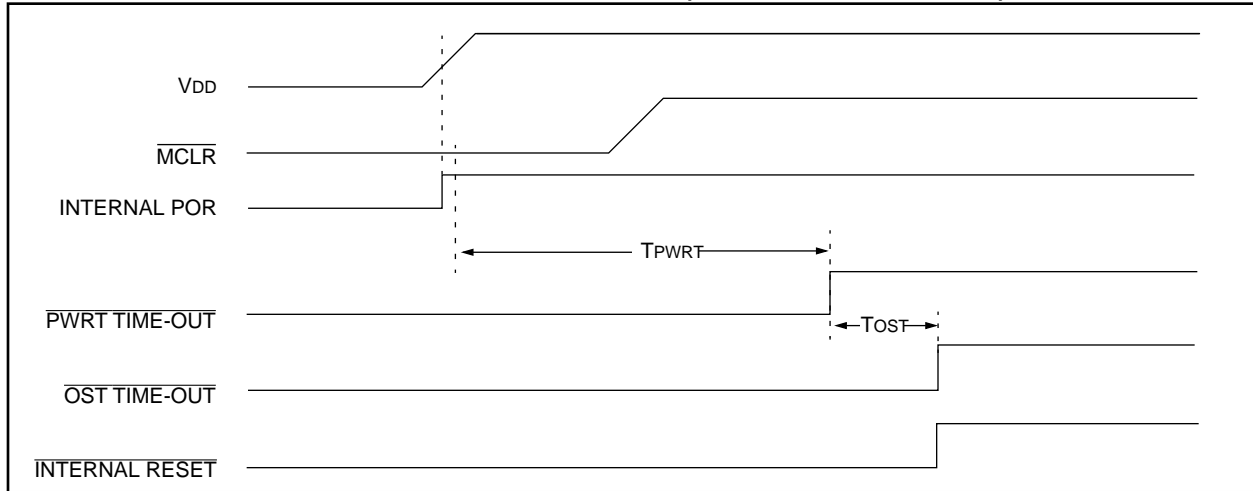 VDD
MCLR
INTERNAL POR
TPWRT
PWRT TIME-OUT
TOST
OST TIME-OUT
INTERNAL RESET